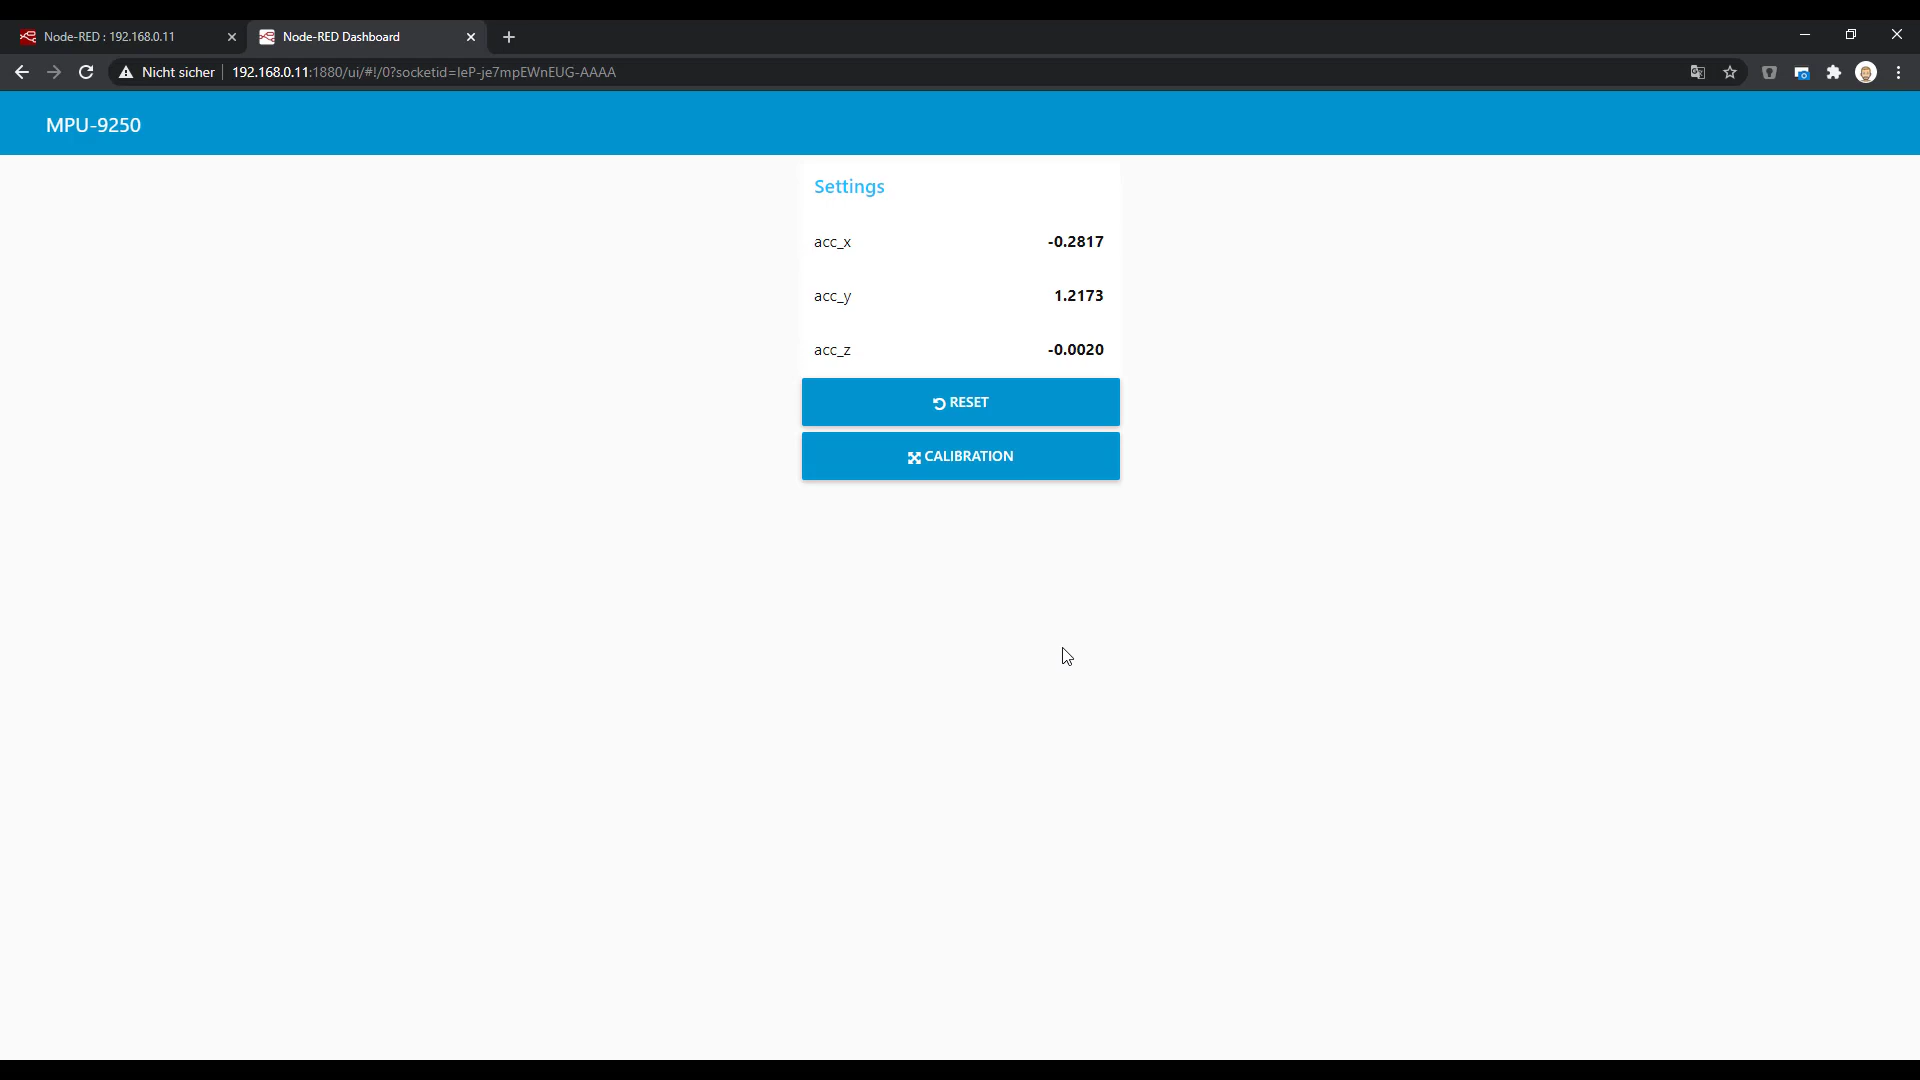 Node-RED : 192.168.0.11
Node-RED Dashboard
Nicht sicher
192.168.0.11:1880/ui/#!/0?socketid=leP-je7mpEWnEUG-AAAA
MPU-9250
Settings
acc_x -0.2817
acc_y 1.2173
acc_z -0.0020
RESET
CALIBRATION